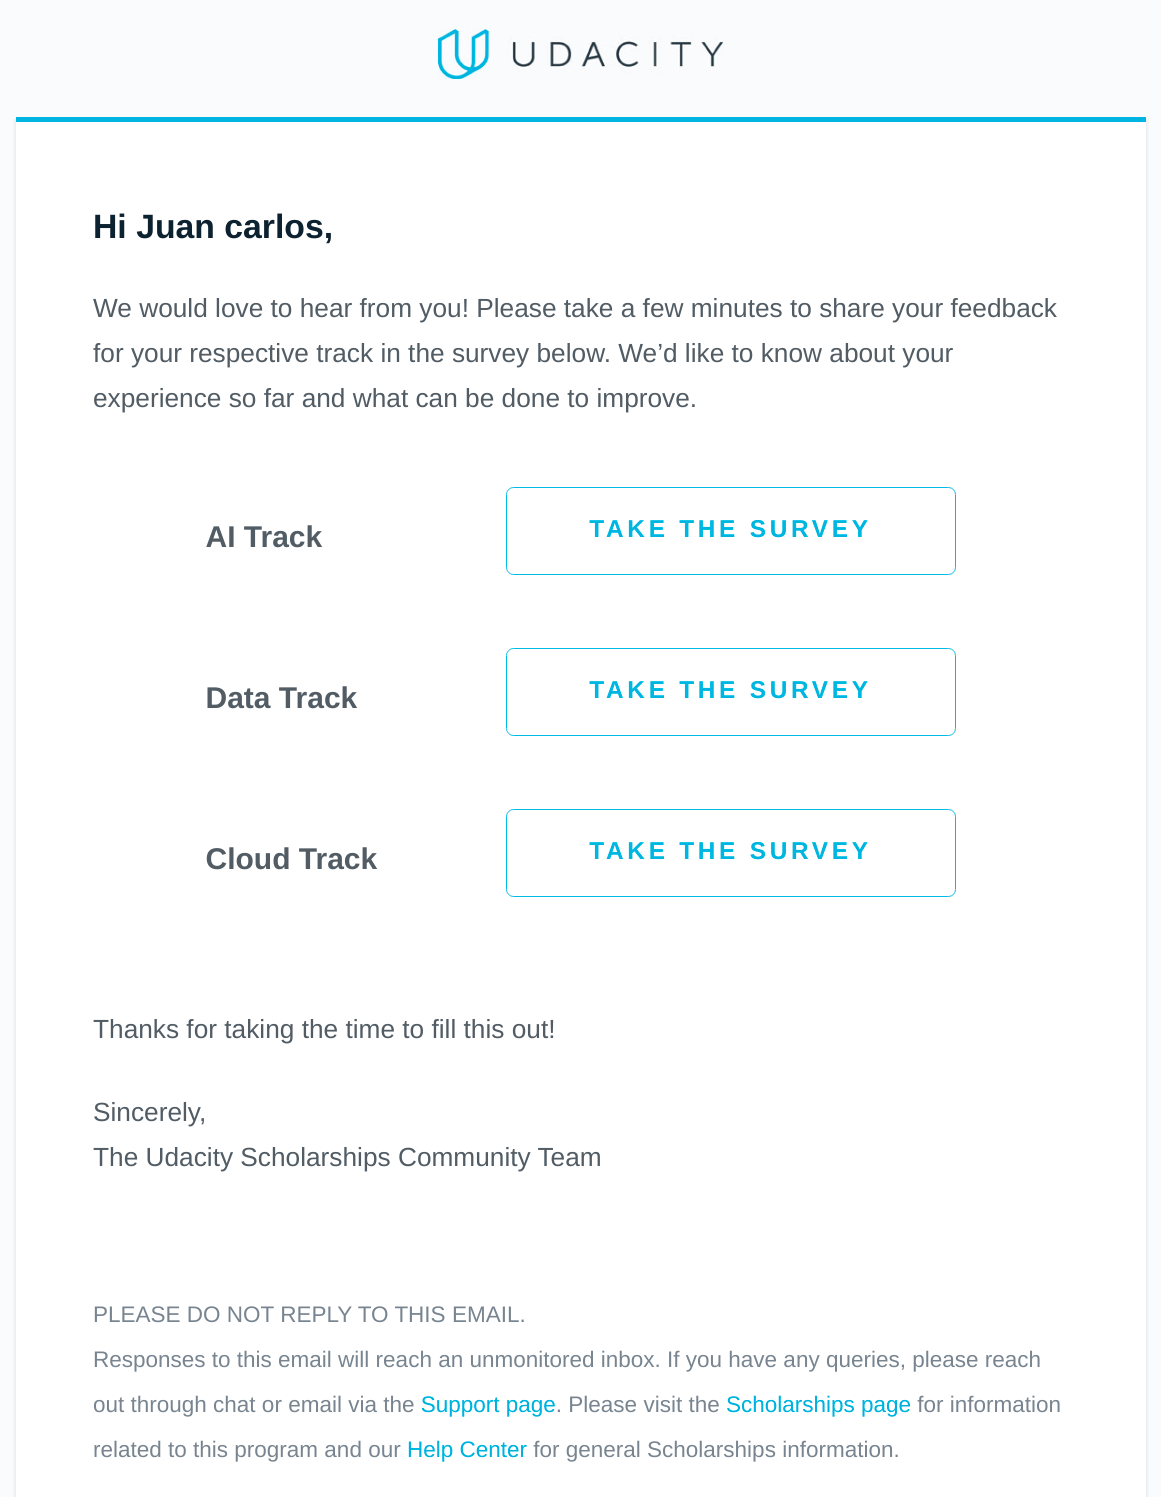 UDACITY
Hi Juan carlos,
We would love to hear from you! Please take a few minutes to share your feedback
for your respective track in the survey below. We’d like to know about your
experience so far and what can be done to improve.
AI Track
TAKE THE SURVEY
Data Track
TAKE THE SURVEY
Cloud Track
TAKE THE SURVEY
Thanks for taking the time to fill this out!
Sincerely,
The Udacity Scholarships Community Team
PLEASE DO NOT REPLY TO THIS EMAIL.
Responses to this email will reach an unmonitored inbox. If you have any queries, please reach
out through chat or email via the Support page. Please visit the Scholarships page for information
related to this program and our Help Center for general Scholarships information.